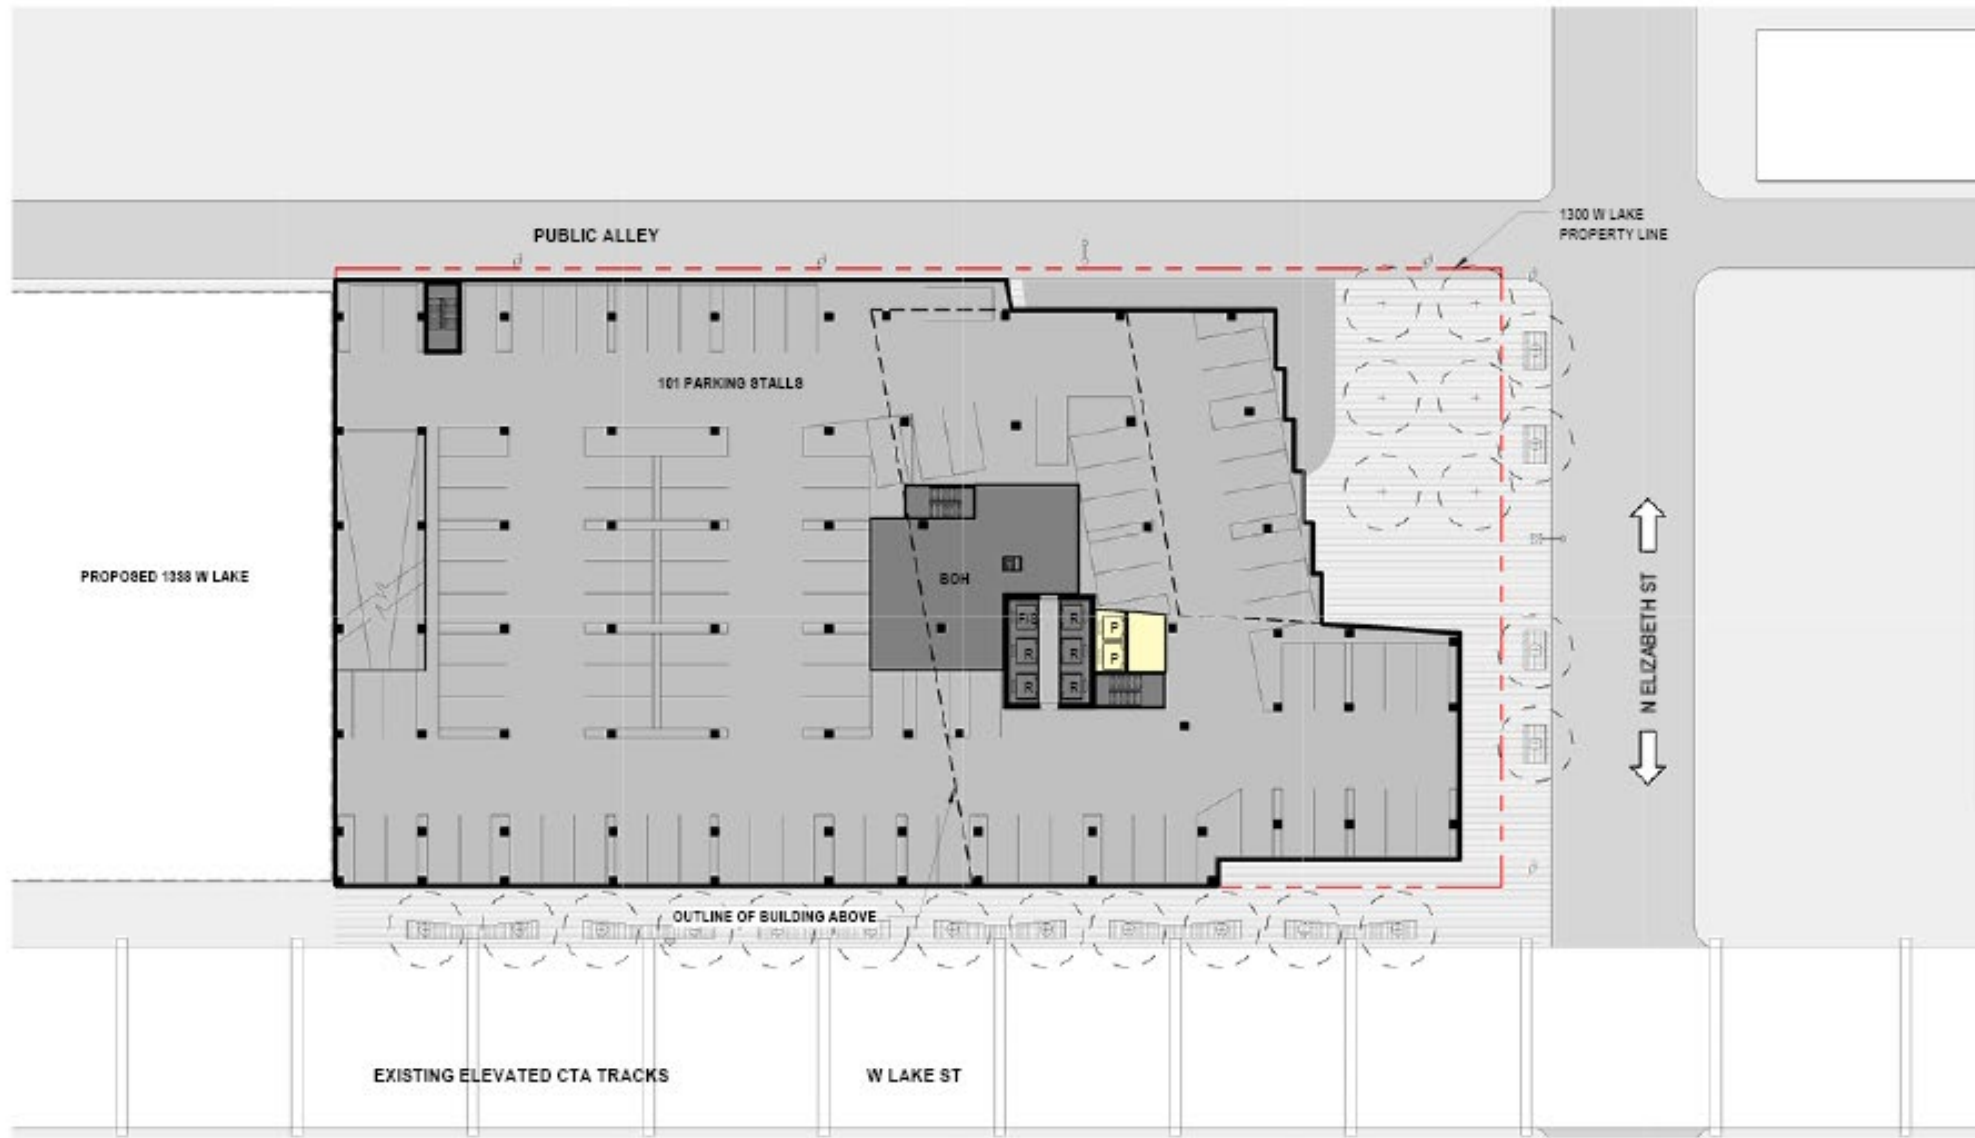 1300 W LAKE
PROPERTY LINE
PUBLIC ALLEY
101 PARKING STALLS
PROPOSED 1388 W LAKE
BOH
R
R
R
R
R
P
P
N ELIZABETH ST
OUTLINE OF BUILDING ABOVE
EXISTING ELEVATED CTA TRACKS
W LAKE ST